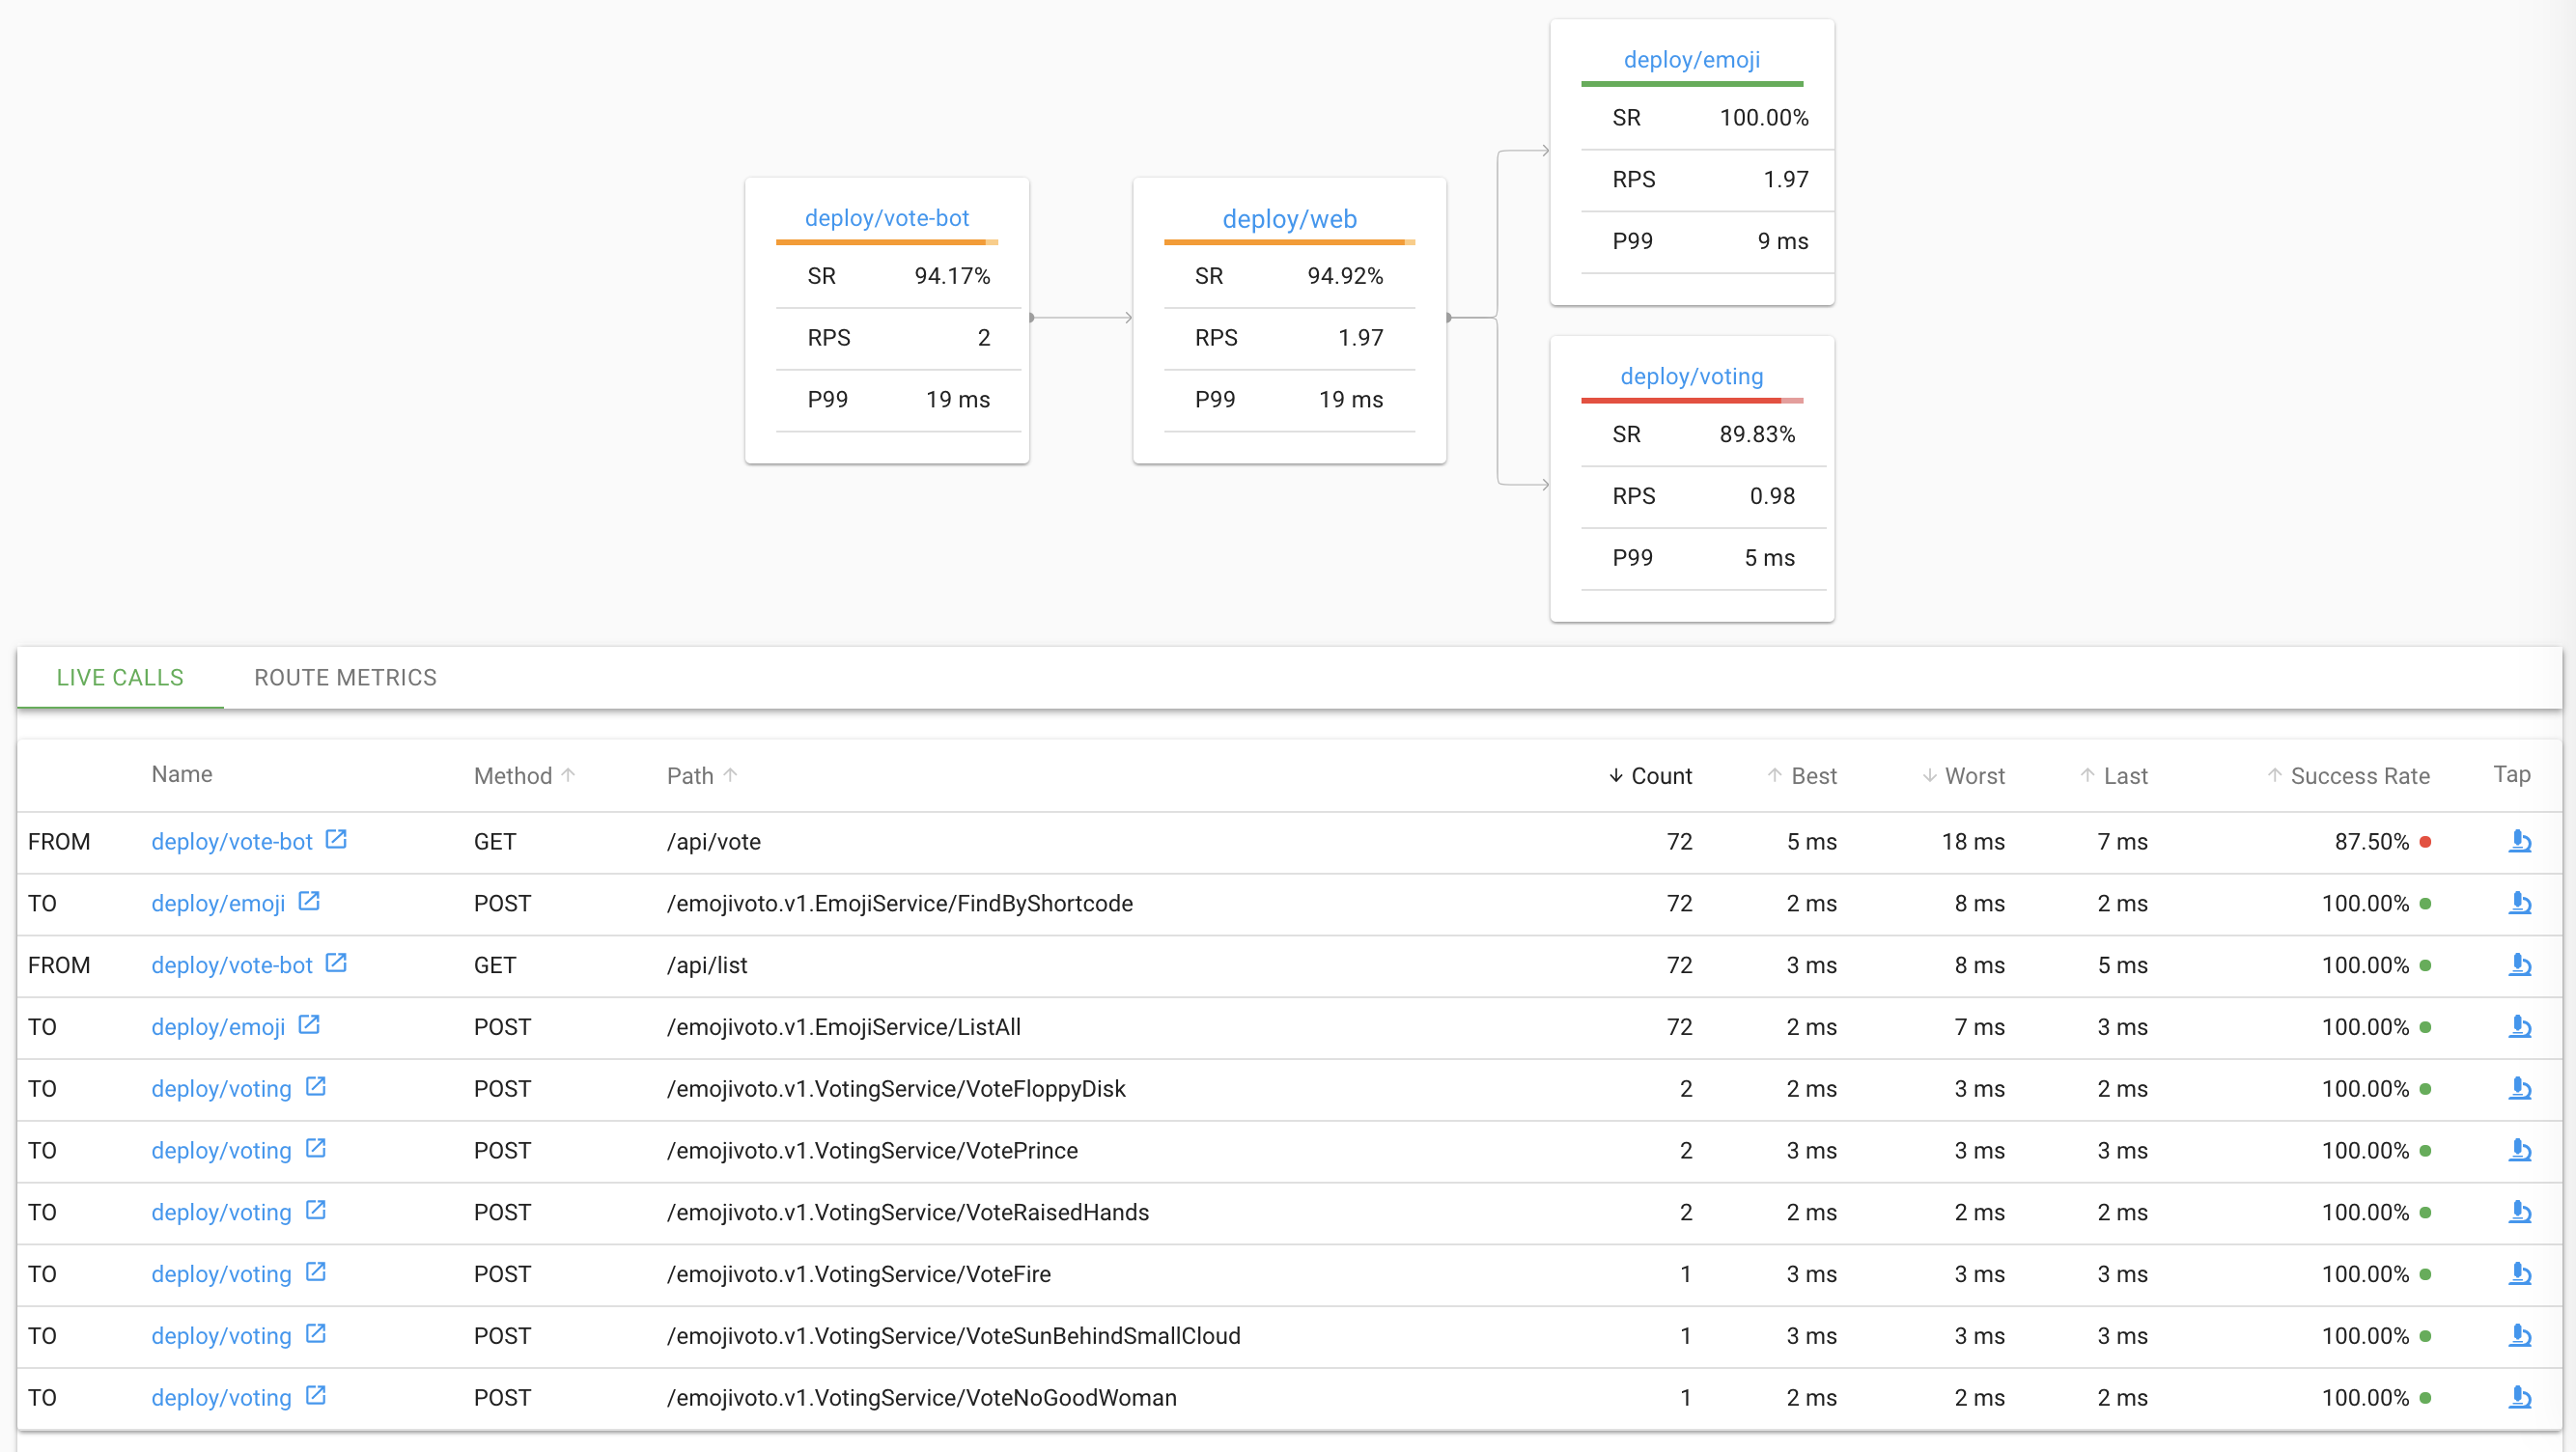 deploy/emoji
SR 100.00%
RPS 1.97
P99 9 ms
deploy/vote-bot
SR 94.17%
RPS 2
P99 19 ms
deploy/web
SR 94.92%
RPS 1.97
P99 19 ms
deploy/voting
SR 89.83%
RPS 0.98
P99 5 ms
LIVE CALLS ROUTE METRICS
Name Method Path Count Best Worst Last Success Rate Tap
FROM deploy/vote-bot GET /api/vote 72 5 ms 18 ms 7 ms 87.50%
TO deploy/emoji POST /emojivoto.v1.EmojiService/FindByShortcode 72 2 ms 8 ms 2 ms 100.00%
FROM deploy/vote-bot GET /api/list 72 3 ms 8 ms 5 ms 100.00%
TO deploy/emoji POST /emojivoto.v1.EmojiService/ListAll 72 2 ms 7 ms 3 ms 100.00%
TO deploy/voting POST /emojivoto.v1.VotingService/VoteFloppyDisk 2 2 ms 3 ms 2 ms 100.00%
TO deploy/voting POST /emojivoto.v1.VotingService/VotePrince 2 3 ms 3 ms 3 ms 100.00%
TO deploy/voting POST /emojivoto.v1.VotingService/VoteRaisedHands 2 2 ms 2 ms 2 ms 100.00%
TO deploy/voting POST /emojivoto.v1.VotingService/VoteFire 1 3 ms 3 ms 3 ms 100.00%
TO deploy/voting POST /emojivoto.v1.VotingService/VoteSunBehindSmallCloud 1 3 ms 3 ms 3 ms 100.00%
TO deploy/voting POST /emojivoto.v1.VotingService/VoteNoGoodWoman 1 2 ms 2 ms 2 ms 100.00%